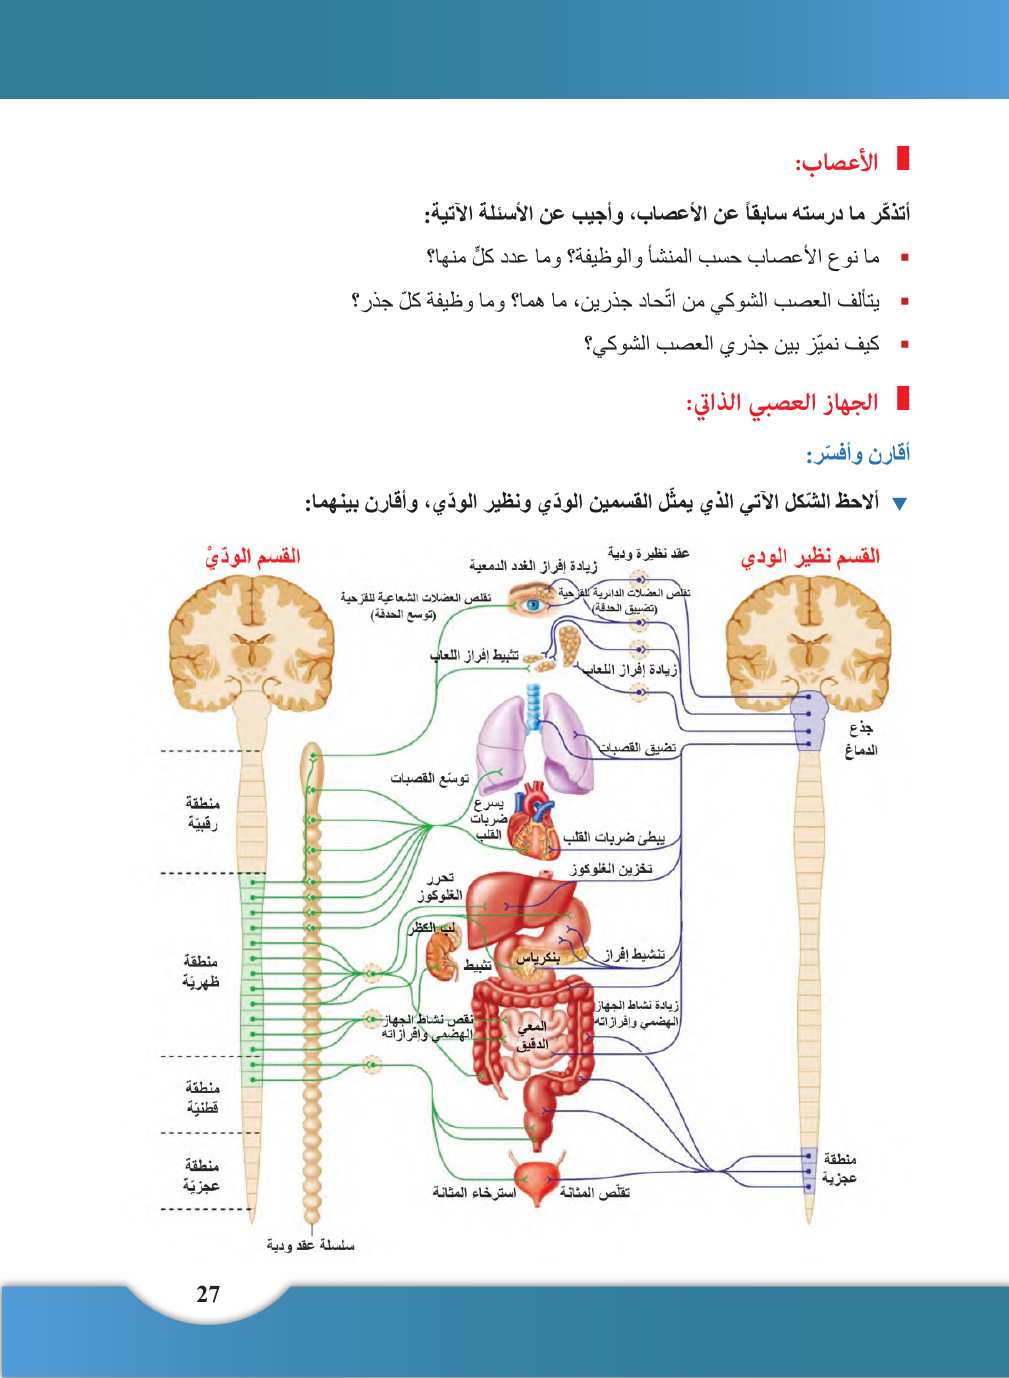 الأعصاب:
أتذكّر ما درسته سابقاً عن الأعصاب، وأجيب عن الأسئلة الآتية:
▪ ما نوع الأعصاب حسب المنشأ والوظيفة؟ وما عدد كلٍّ منها؟
▪ يتألف العصب الشوكي من اتّحاد جذرين، ما هما؟ وما وظيفة كلّ جذر؟
▪ كيف نميّز بين جذري العصب الشوكي؟
الجهاز العصبي الذاتي:
أقارن وأفسّر:
▼ ألاحظ الشّكل الآتي الذي يمثّل القسمين الودّي ونظير الودّي، وأقارن بينهما:
القسم نظير الودي
عقد نظيرة ودية
زيادة إفراز الغدد الدمعية
القسم الودّيْ
تقلص العضلات الدائرية للقزحية
(تضييق الحدقة)
تقلص العضلات الشعاعية للقزحية
(توسع الحدقة)
تثبيط إفراز اللعاب
زيادة إفراز اللعاب
جذع
الدماغ
تضيق القصبات
توسّع القصبات
يسرع
ضربات
القلب
منطقة
رقبيّة
يبطئ ضربات القلب
تخزين الغلوكوز
تحرر
الغلوكوز
لب الكظر
تنشيط إفراز
بنكرياس
تثبيط
منطقة
ظهريّة
زيادة نشاط الجهاز
الهضمي وإفرازاته
نقص نشاط الجهاز
الهضمي وإفرازاته
المعي
الدقيق
منطقة
قطنيّة
منطقة
عجزية
منطقة
عجزيّة
تقلّص المثانة
استرخاء المثانة
سلسلة عقد ودية
27